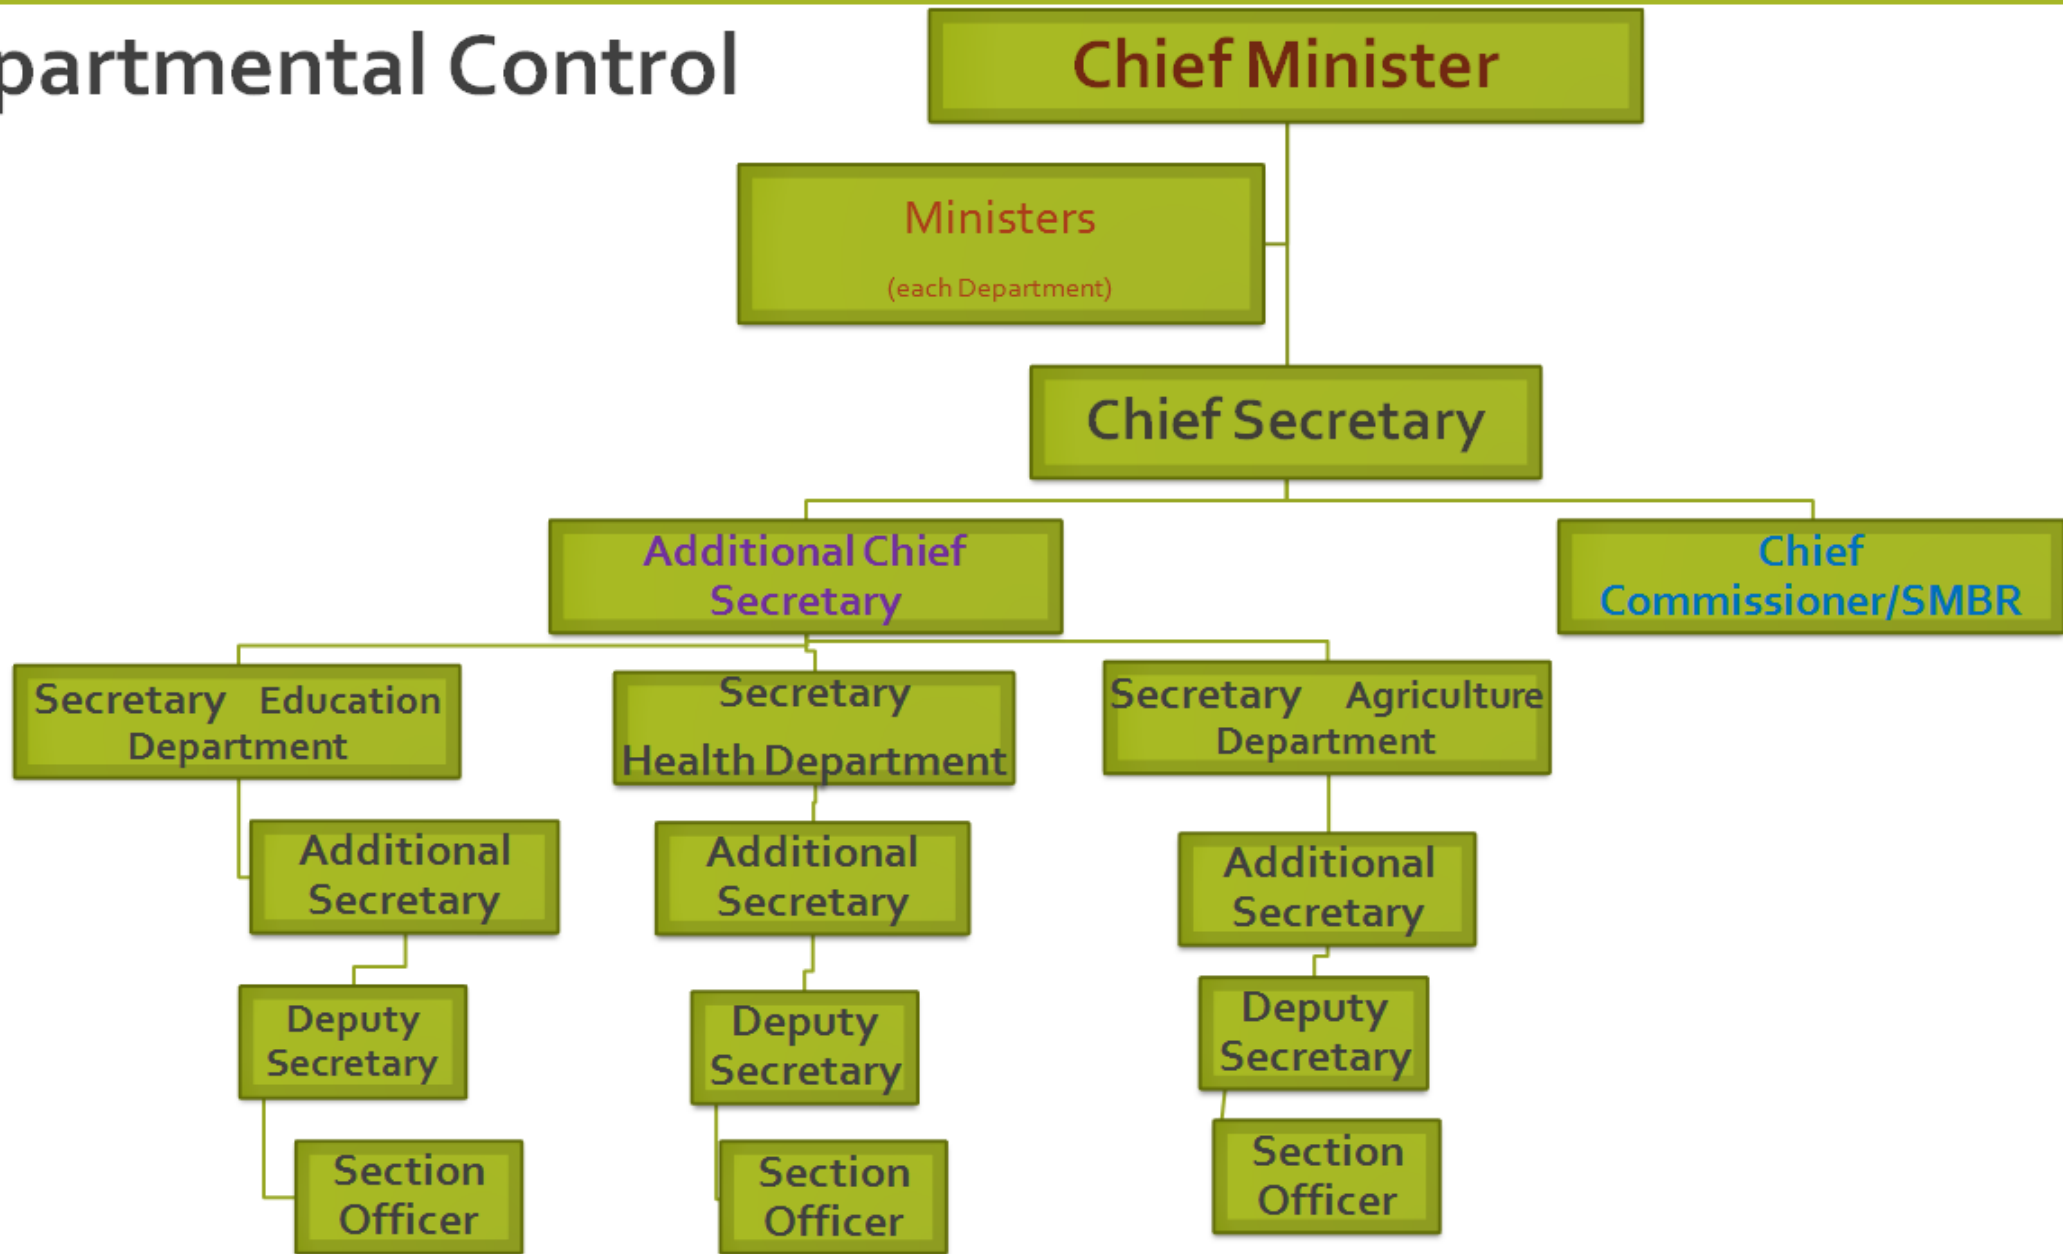 partmental Control
Chief Minister
Ministers
(each Department)
Chief Secretary
Additional Chief
Secretary
Chief
Commissioner/SMBR
Secretary Education
Department
Secretary
Health Department
Secretary Agriculture
Department
Additional
Secretary
Additional
Secretary
Additional
Secretary
Deputy
Secretary
Deputy
Secretary
Deputy
Secretary
Section
Officer
Section
Officer
Section
Officer